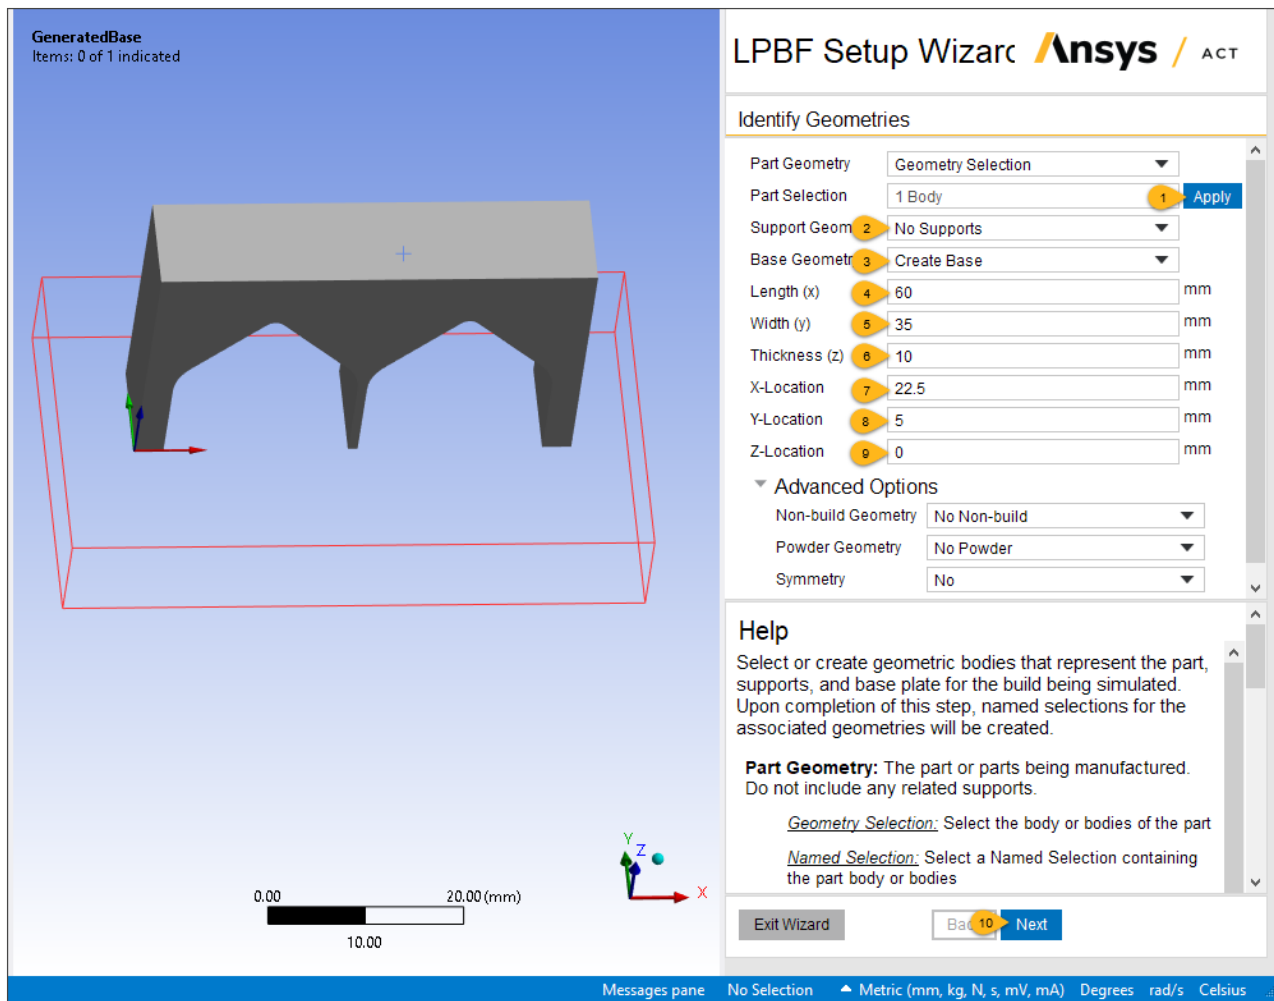 GeneratedBase
Items: 0 of 1 indicated
0.00 20.00 (mm)
10.00
Y
Z
X
LPBF Setup Wizard Ansys / ACT
Identify Geometries
Part Geometry Geometry Selection
Part Selection 1 Body 1 Apply
Support Geom 2 No Supports
Base Geometr 3 Create Base
Length (x) 4 60 mm
Width (y) 5 35 mm
Thickness (z) 6 10 mm
X-Location 7 22.5 mm
Y-Location 8 5 mm
Z-Location 9 0 mm
Advanced Options
Non-build Geometry No Non-build
Powder Geometry No Powder
Symmetry No
Help
Select or create geometric bodies that represent the part,
supports, and base plate for the build being simulated.
Upon completion of this step, named selections for the
associated geometries will be created.
Part Geometry: The part or parts being manufactured.
Do not include any related supports.
Geometry Selection: Select the body or bodies of the part
Named Selection: Select a Named Selection containing
the part body or bodies
Exit Wizard Ba 10 Next
Messages pane No Selection Metric (mm, kg, N, s, mV, mA) Degrees rad/s Celsius